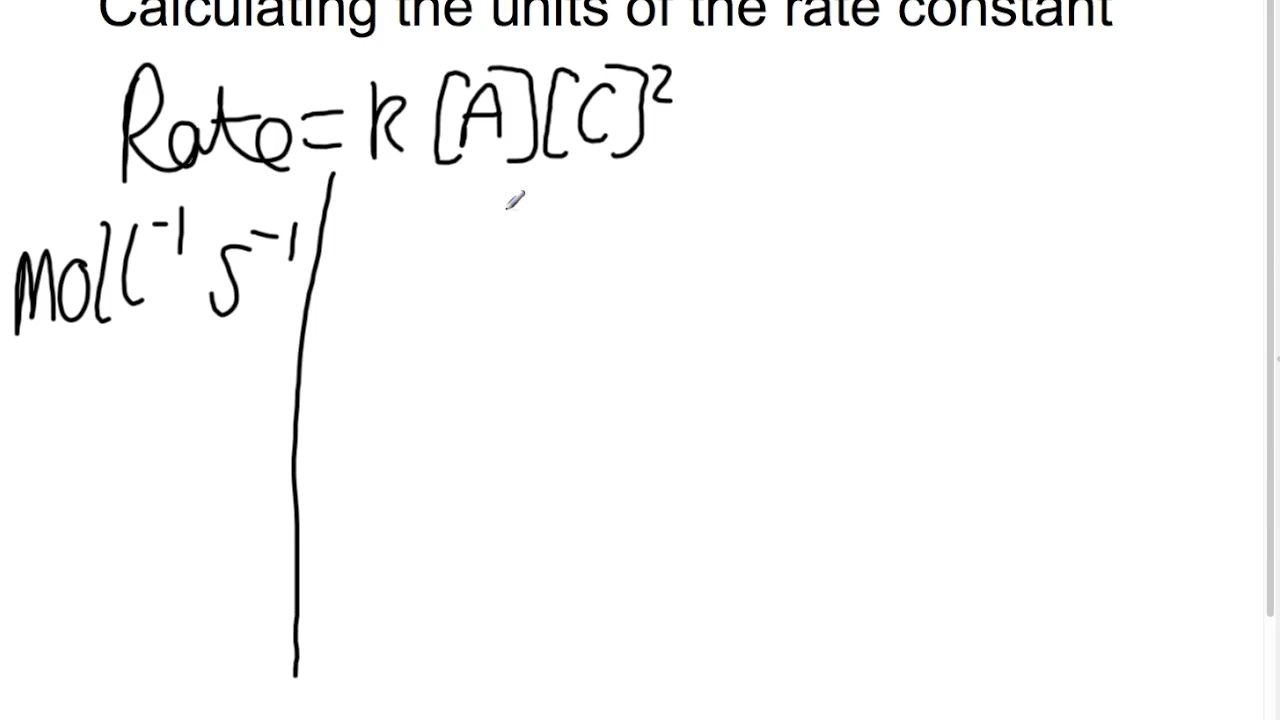 Calculating the units of the rate constant
Rate = k [A][C]²
mol l⁻¹ s⁻¹